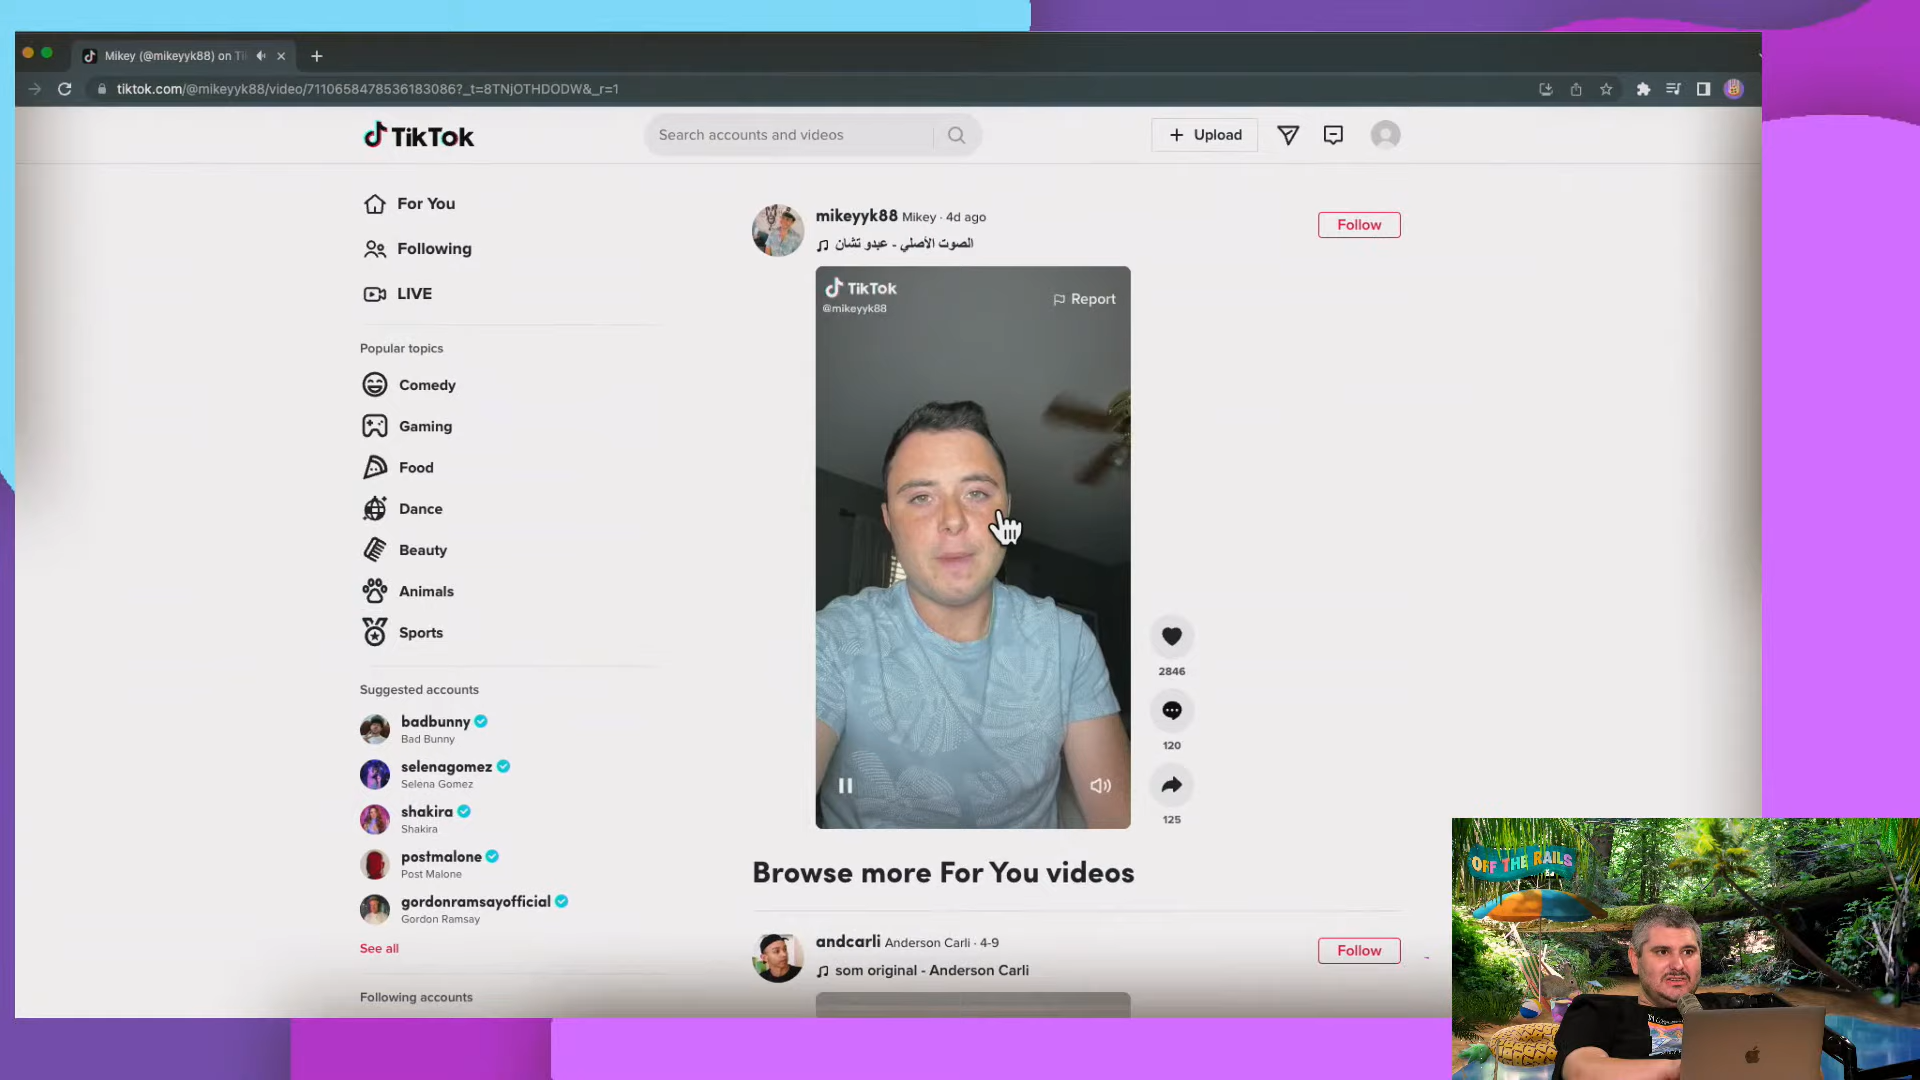 Mikey (@mikeyyk88) on Ti
tiktok.com/@mikeyyk88/video/7110658478536183086?_t=8TNjOTHDODW&_r=1
TikTok
Search accounts and videos
Upload
For You
Following
LIVE
Popular topics
Comedy
Gaming
Food
Dance
Beauty
Animals
Sports
Suggested accounts
badbunny
Bad Bunny
selenagomez
Selena Gomez
shakira
Shakira
postmalone
Post Malone
gordonramsayofficial
Gordon Ramsay
See all
Following accounts
mikeyyk88 Mikey · 4d ago
الصوت الأصلي - عبدو تشان
Follow
TikTok
@mikeyyk88
Report
2846
120
125
Browse more For You videos
andcarli Anderson Carli · 4-9
som original - Anderson Carli
Follow
OFF THE RAILS